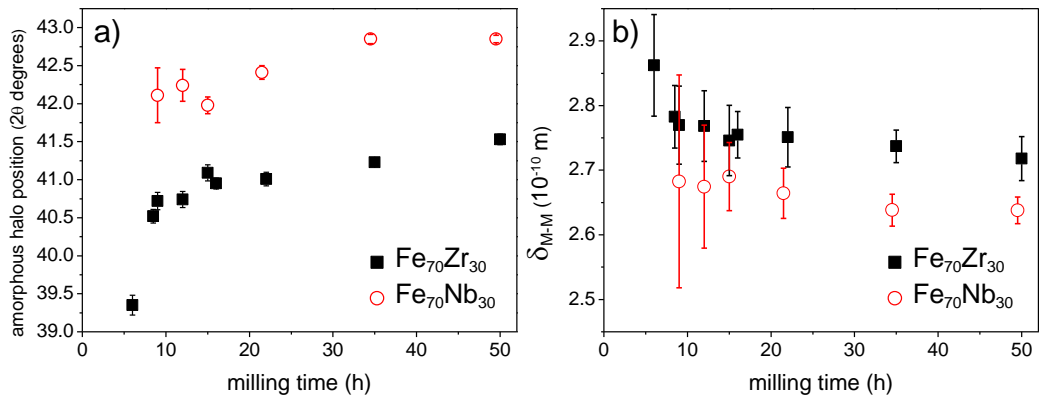 a)
amorphous halo position (2θ degrees)
43.0
42.5
42.0
41.5
41.0
40.5
40.0
39.5
39.0
Fe70Zr30
Fe70Nb30
0 10 20 30 40 50
milling time (h)
b)
δM-M (10-10 m)
2.9
2.8
2.7
2.6
2.5
Fe70Zr30
Fe70Nb30
0 10 20 30 40 50
milling time (h)